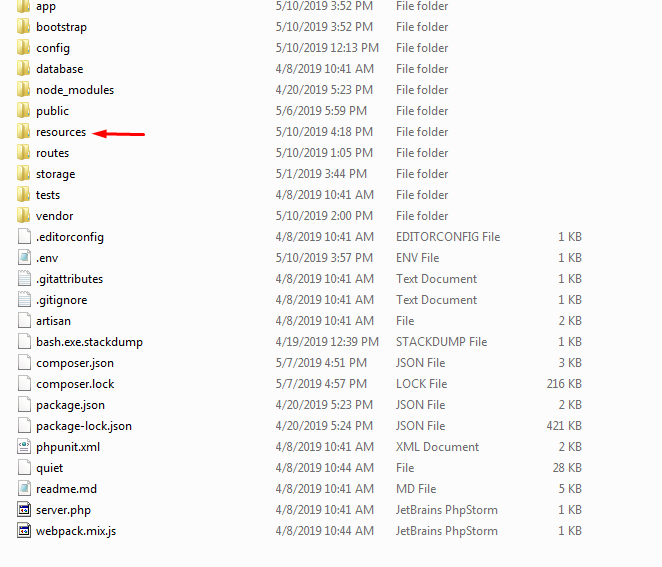 app 5/10/2019 3:52 PM File folder
bootstrap 5/10/2019 3:52 PM File folder
config 5/10/2019 12:13 PM File folder
database 4/8/2019 10:41 AM File folder
node_modules 4/20/2019 5:23 PM File folder
public 5/6/2019 5:59 PM File folder
resources 5/10/2019 4:18 PM File folder
routes 5/10/2019 1:05 PM File folder
storage 5/1/2019 3:44 PM File folder
tests 4/8/2019 10:41 AM File folder
vendor 5/10/2019 2:00 PM File folder
.editorconfig 4/8/2019 10:41 AM EDITORCONFIG File 1 KB
.env 5/10/2019 3:57 PM ENV File 1 KB
.gitattributes 4/8/2019 10:41 AM Text Document 1 KB
.gitignore 4/8/2019 10:41 AM Text Document 1 KB
artisan 4/8/2019 10:41 AM File 2 KB
bash.exe.stackdump 4/19/2019 12:39 PM STACKDUMP File 1 KB
composer.json 5/7/2019 4:51 PM JSON File 3 KB
composer.lock 5/7/2019 4:57 PM LOCK File 216 KB
package.json 4/20/2019 5:23 PM JSON File 2 KB
package-lock.json 4/20/2019 5:24 PM JSON File 421 KB
phpunit.xml 4/8/2019 10:41 AM XML Document 2 KB
quiet 4/8/2019 10:44 AM File 28 KB
readme.md 4/8/2019 10:41 AM MD File 5 KB
server.php 4/8/2019 10:41 AM JetBrains PhpStorm 1 KB
webpack.mix.js 4/8/2019 10:44 AM JetBrains PhpStorm 1 KB